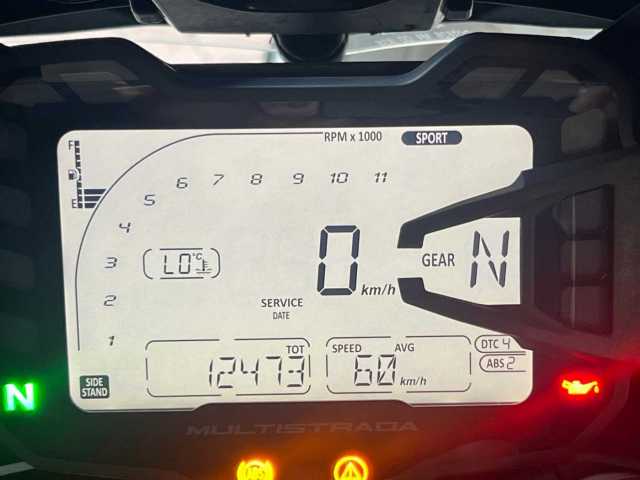 RPM x 1000 SPORT
F
E
1 2 3 4 5 6 7 8 9 10 11
LO °C
0 km/h
GEAR N
SERVICE
DATE
TOT
12473
SPEED AVG
60 km/h
DTC 4
ABS 2
SIDE
STAND
N
MULTISTRADA
ABS